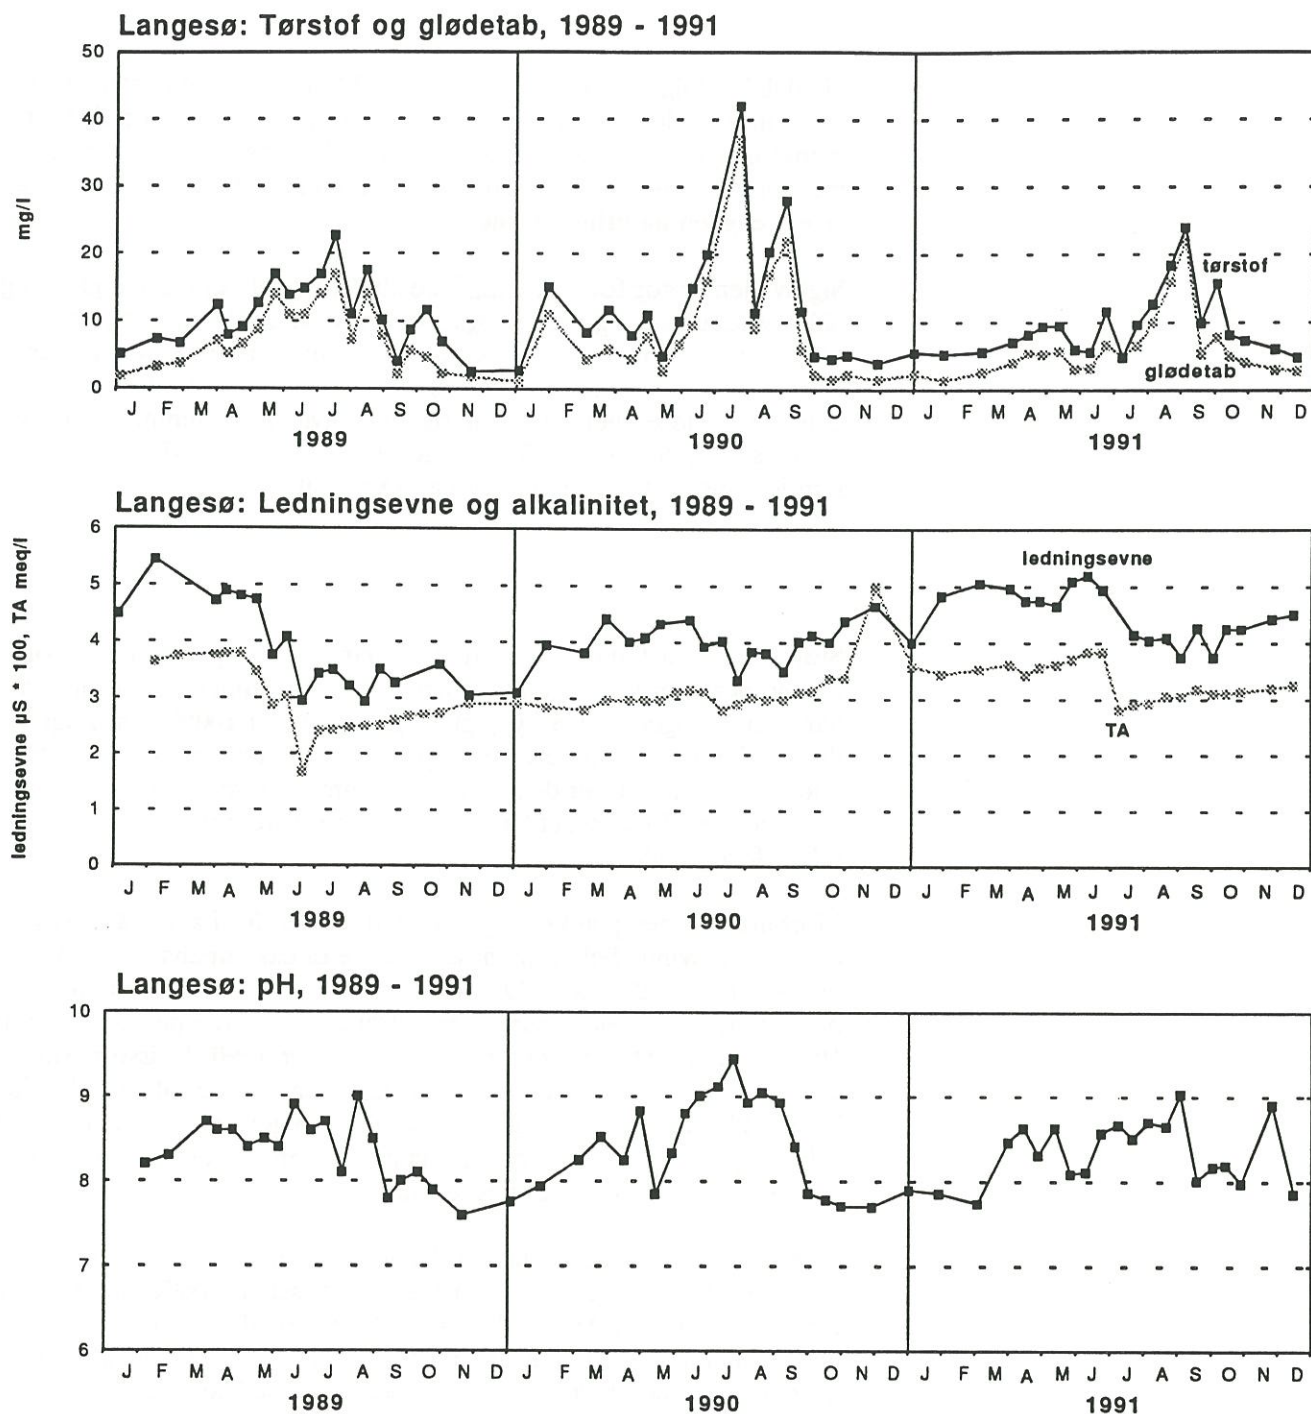 Langesø: Tørstof og glødetab, 1989 - 1991
50
40
30
20
10
0
mg/l
tørstof
glødetab
J F M A M J J A S O N D J F M A M J J A S O N D J F M A M J J A S O N D
1989 1990 1991
Langesø: Ledningsevne og alkalinitet, 1989 - 1991
6
5
4
3
2
1
0
ledningsevne µS * 100, TA meq/l
ledningsevne
TA
J F M A M J J A S O N D J F M A M J J A S O N D J F M A M J J A S O N D
1989 1990 1991
Langesø: pH, 1989 - 1991
10
9
8
7
6
J F M A M J J A S O N D J F M A M J J A S O N D J F M A M J J A S O N D
1989 1990 1991